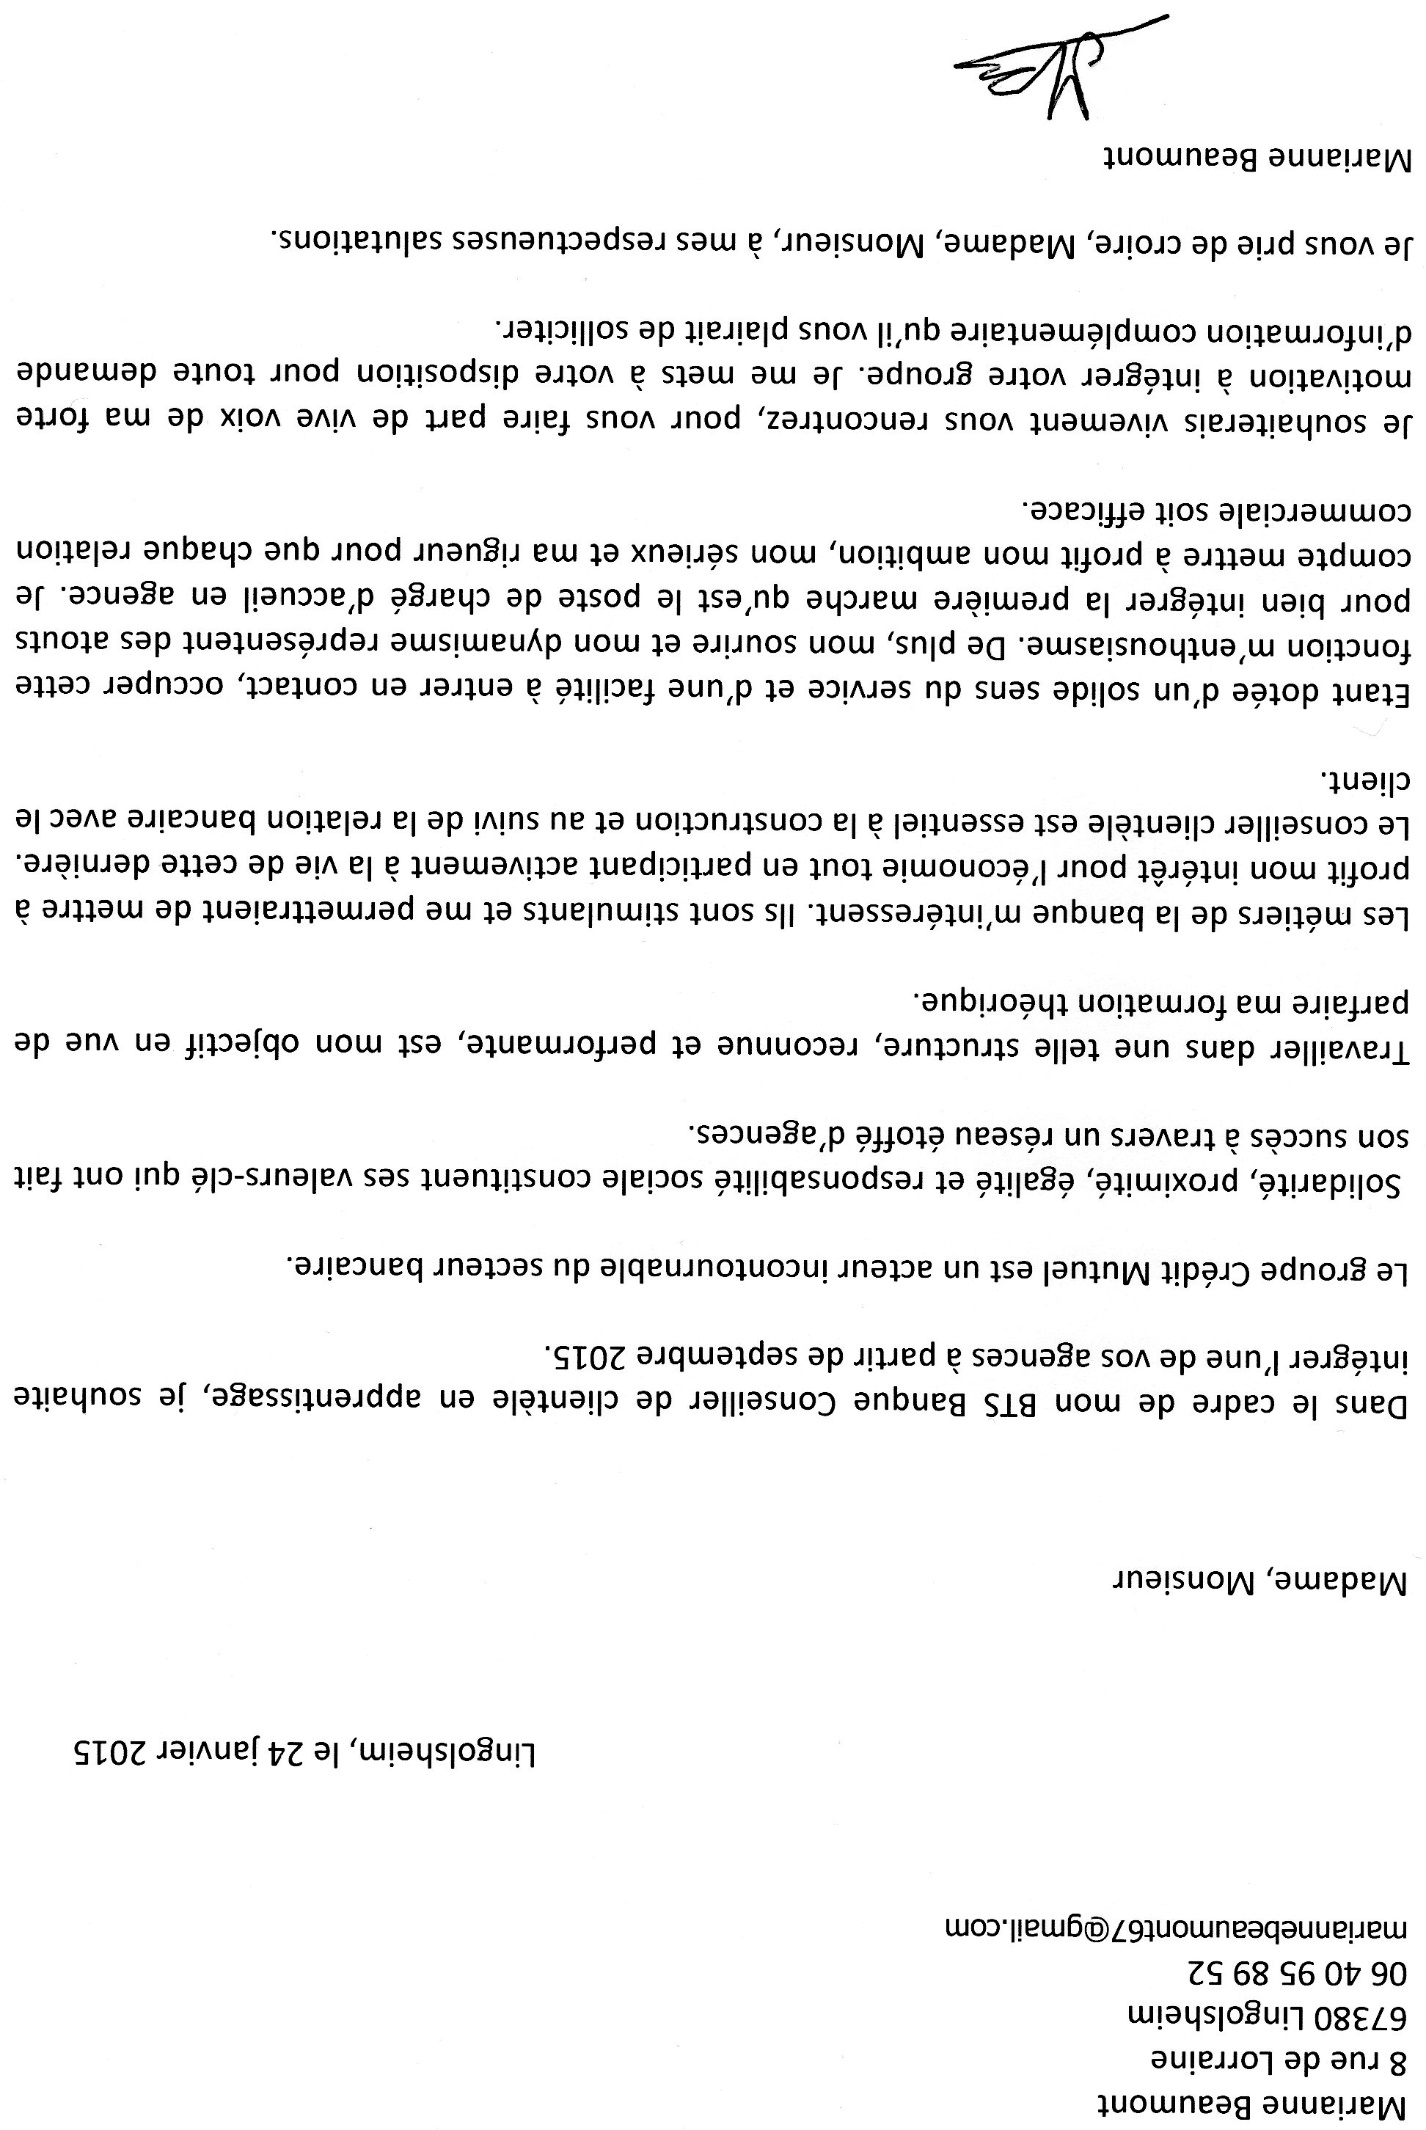 Marianne Beaumont
8 rue de Lorraine
67380 Lingolsheim
06 40 95 89 52
mariannebeaumont67@gmail.com
Lingolsheim, le 24 janvier 2015
Madame, Monsieur
Dans le cadre de mon BTS Banque Conseiller de clientèle en apprentissage, je souhaite
intégrer l'une de vos agences à partir de septembre 2015.
Le groupe Crédit Mutuel est un acteur incontournable du secteur bancaire.
Solidarité, proximité, égalité et responsabilité sociale constituent ses valeurs-clé qui ont fait
son succès à travers un réseau étoffé d'agences.
Travailler dans une telle structure, reconnue et performante, est mon objectif en vue de
parfaire ma formation théorique.
Les métiers de la banque m'intéressent. Ils sont stimulants et me permettraient de mettre à
profit mon intérêt pour l'économie tout en participant activement à la vie de cette dernière.
Le conseiller clientèle est essentiel à la construction et au suivi de la relation bancaire avec le
client.
Etant dotée d'un solide sens du service et d'une facilité à entrer en contact, occuper cette
fonction m'enthousiasme. De plus, mon sourire et mon dynamisme représentent des atouts
pour bien intégrer la première marche qu'est le poste de chargé d'accueil en agence. Je
compte mettre à profit mon ambition, mon sérieux et ma rigueur pour que chaque relation
commerciale soit efficace.
Je souhaiterais vivement vous rencontrez, pour vous faire part de vive voix de ma forte
motivation à intégrer votre groupe. Je me mets à votre disposition pour toute demande
d'information complémentaire qu'il vous plairait de solliciter.
Je vous prie de croire, Madame, Monsieur, à mes respectueuses salutations.
Marianne Beaumont